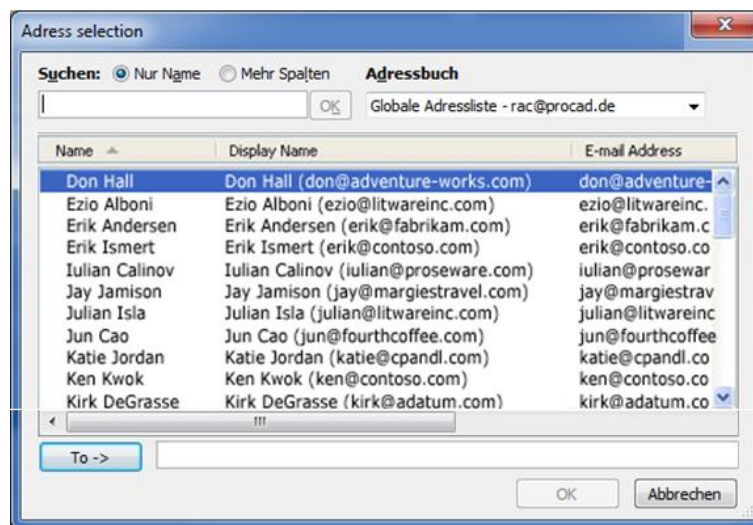 Adress selection
Suchen: Nur Name Mehr Spalten Adressbuch
OK Globale Adressliste - rac@procad.de
Name Display Name E-mail Address
Don Hall Don Hall (don@adventure-works.com) don@adventure-
Ezio Alboni Ezio Alboni (ezio@litwareinc.com) ezio@litwareinc.
Erik Andersen Erik Andersen (erik@fabrikam.com) erik@fabrikam.c
Erik Ismert Erik Ismert (erik@contoso.com) erik@contoso.co
Iulian Calinov Iulian Calinov (iulian@proseware.com) iulian@prosewar
Jay Jamison Jay Jamison (jay@margiestravel.com) jay@margiestrav
Julian Isla Julian Isla (julian@litwareinc.com) julian@litwareinc
Jun Cao Jun Cao (jun@fourthcoffee.com) jun@fourthcoffee
Katie Jordan Katie Jordan (katie@cpandl.com) katie@cpandl.co
Ken Kwok Ken Kwok (ken@contoso.com) ken@contoso.co
Kirk DeGrasse Kirk DeGrasse (kirk@adatum.com) kirk@adatum.co
To ->
OK Abbrechen